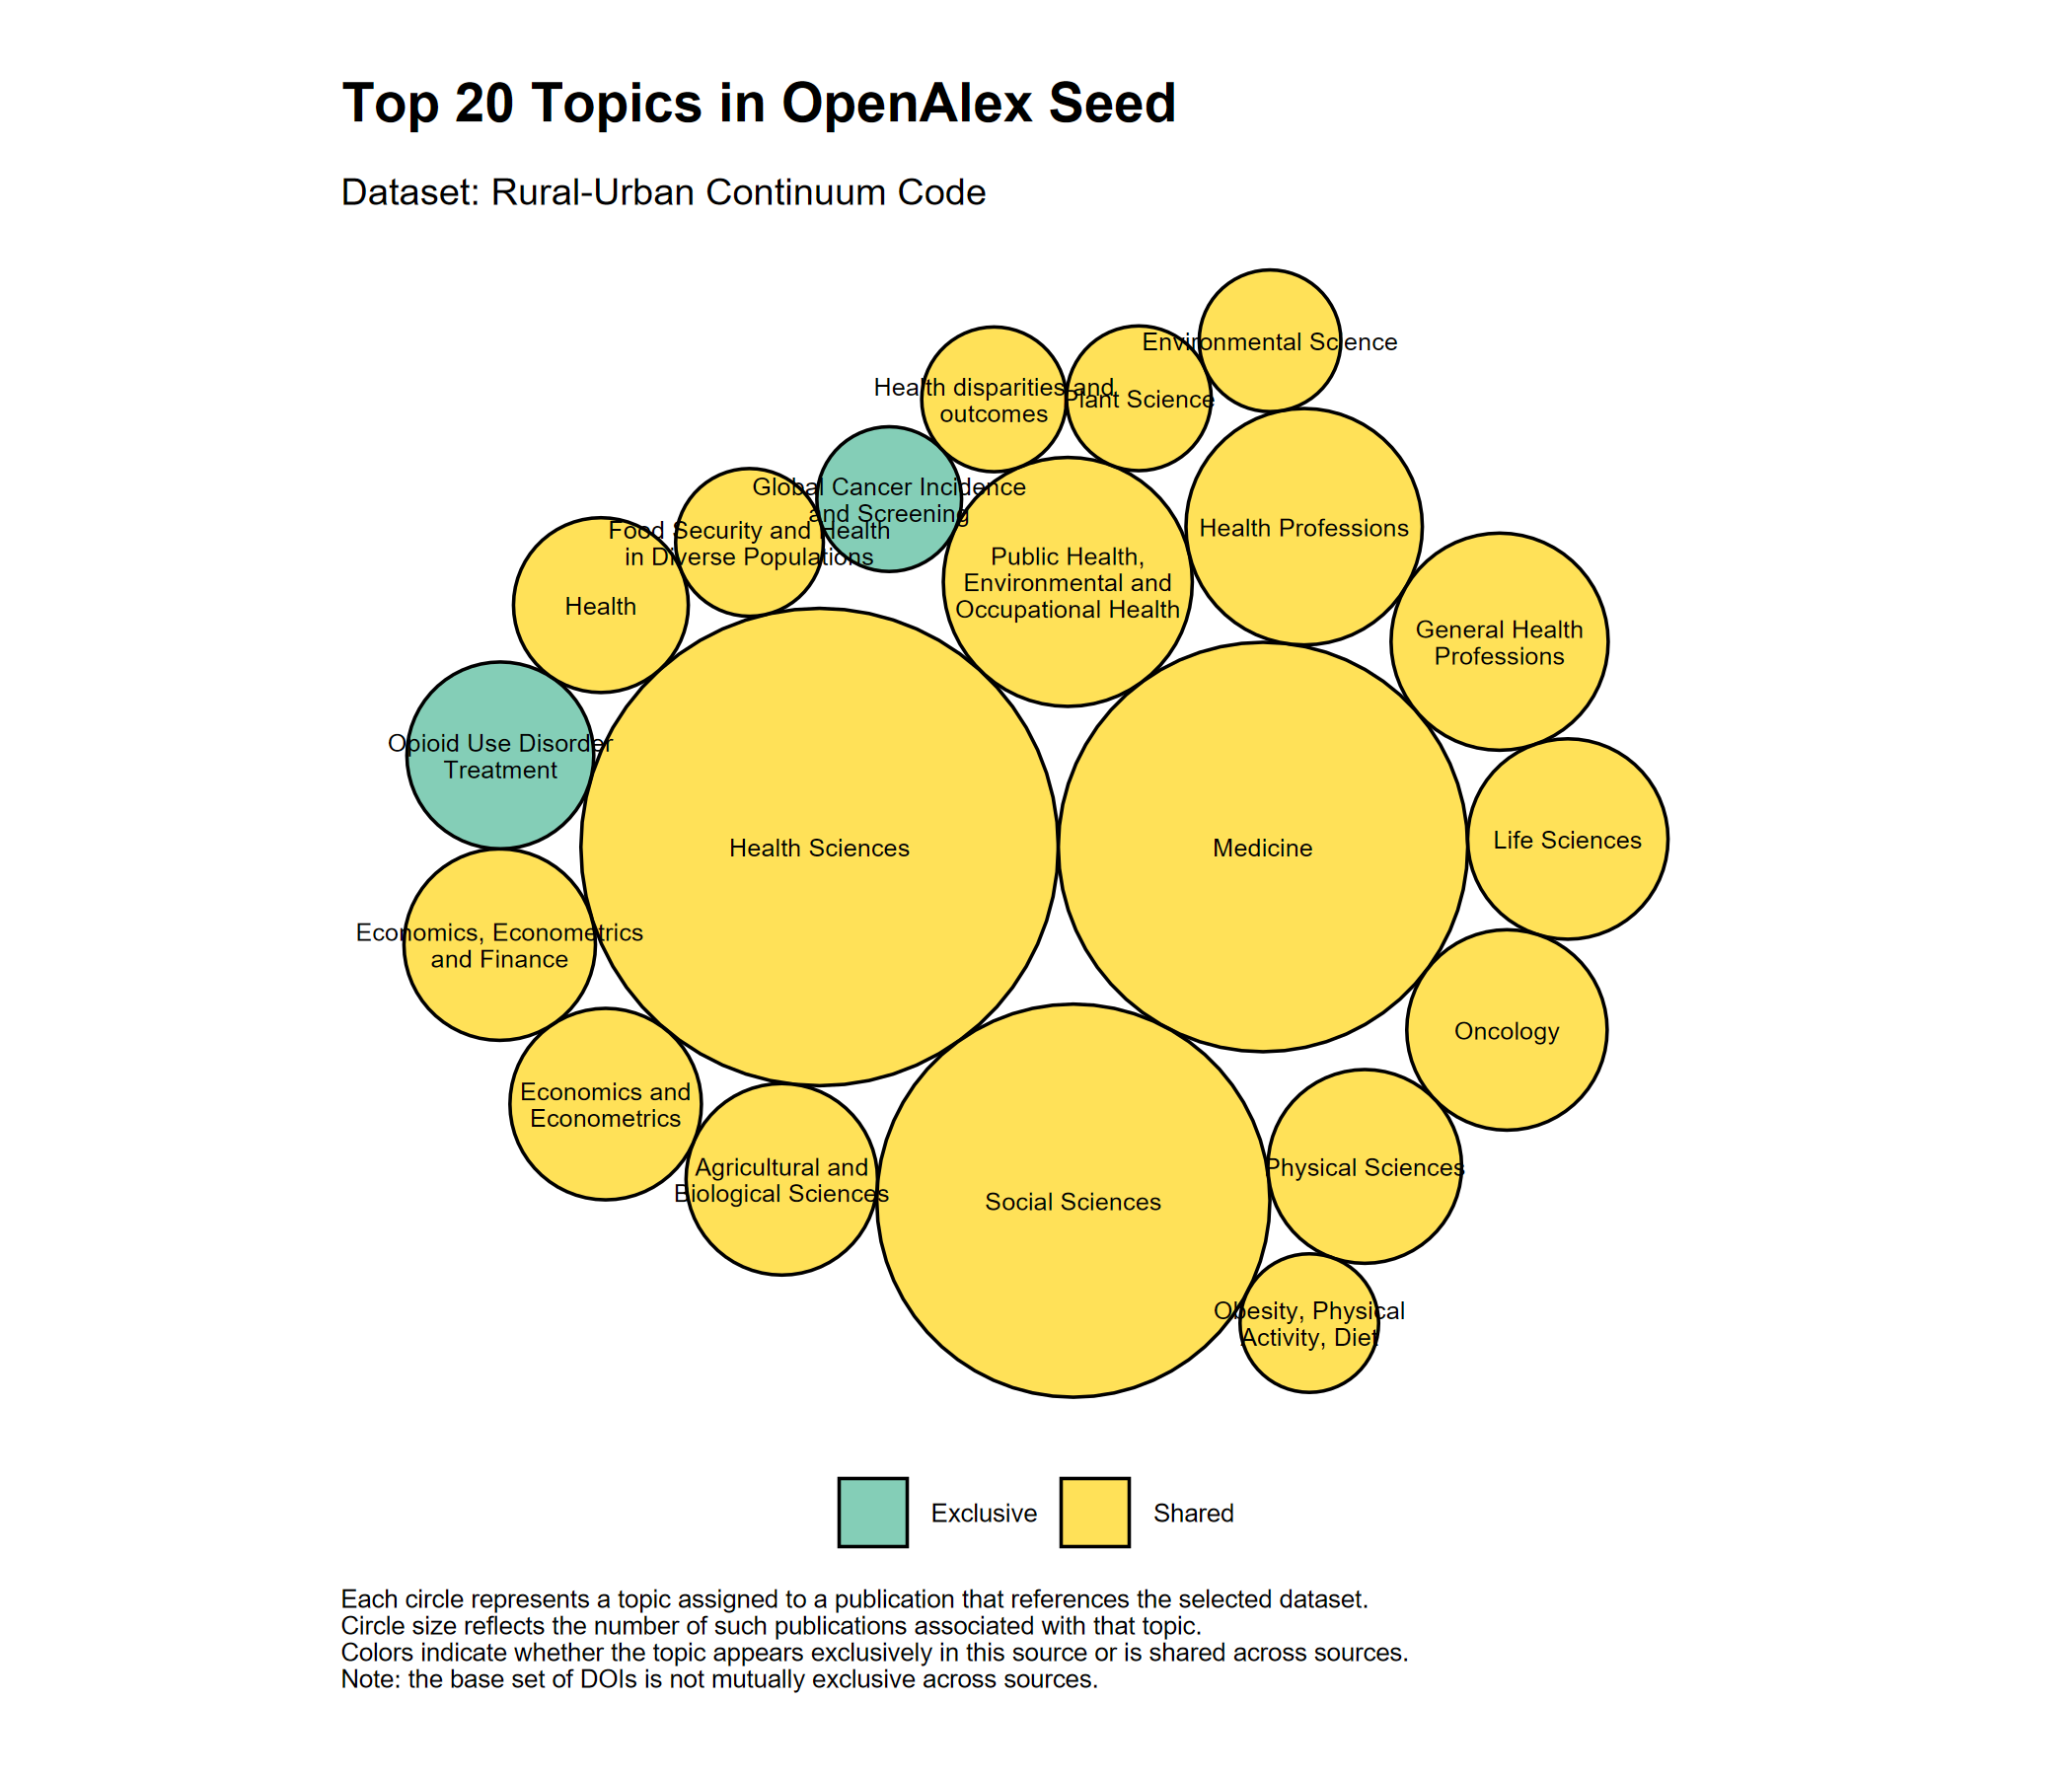 Top 20 Topics in OpenAlex Seed
Dataset: Rural-Urban Continuum Code
Environmental Science
Health disparities and
outcomes
Plant Science
Global Cancer Incidence
and Screening
Food Security and Health
in Diverse Populations
Health Professions
Public Health,
Environmental and
Occupational Health
Health
General Health
Professions
Opioid Use Disorder
Treatment
Health Sciences
Medicine
Life Sciences
Economics, Econometrics
and Finance
Oncology
Economics and
Econometrics
Agricultural and
Biological Sciences
Social Sciences
Physical Sciences
Obesity, Physical
Activity, Diet
Exclusive
Shared
Each circle represents a topic assigned to a publication that references the selected dataset.
Circle size reflects the number of such publications associated with that topic.
Colors indicate whether the topic appears exclusively in this source or is shared across sources.
Note: the base set of DOIs is not mutually exclusive across sources.